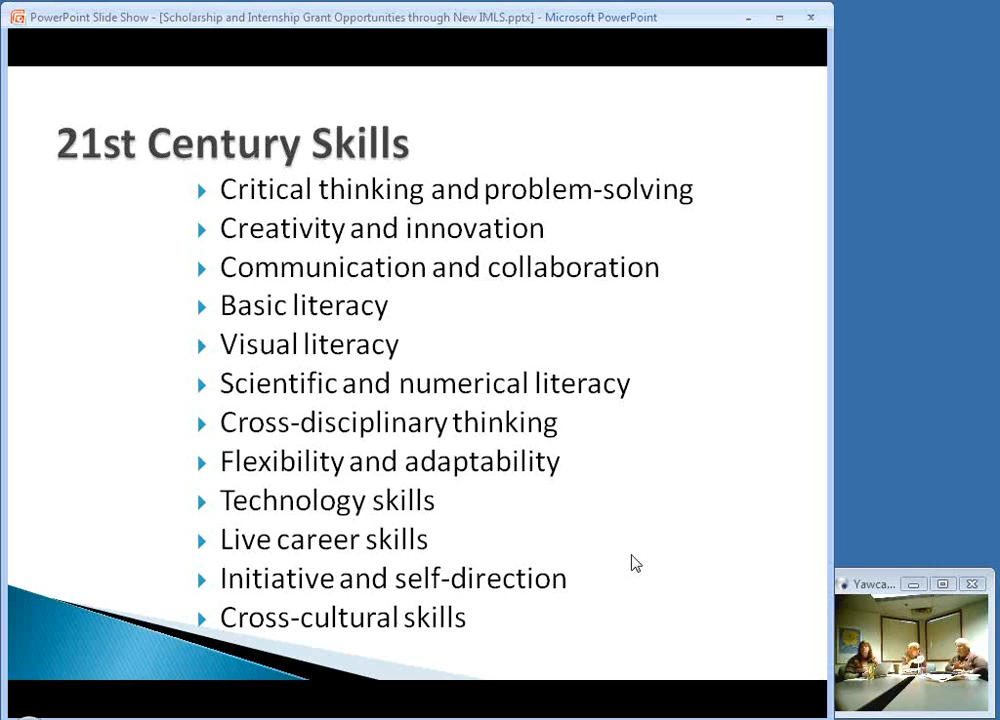 PowerPoint Slide Show - [Scholarship and Internship Grant Opportunities through New IMLS.pptx] - Microsoft PowerPoint
21st Century Skills
Critical thinking and problem-solving
Creativity and innovation
Communication and collaboration
Basic literacy
Visual literacy
Scientific and numerical literacy
Cross-disciplinary thinking
Flexibility and adaptability
Technology skills
Live career skills
Initiative and self-direction
Cross-cultural skills
Yawca...